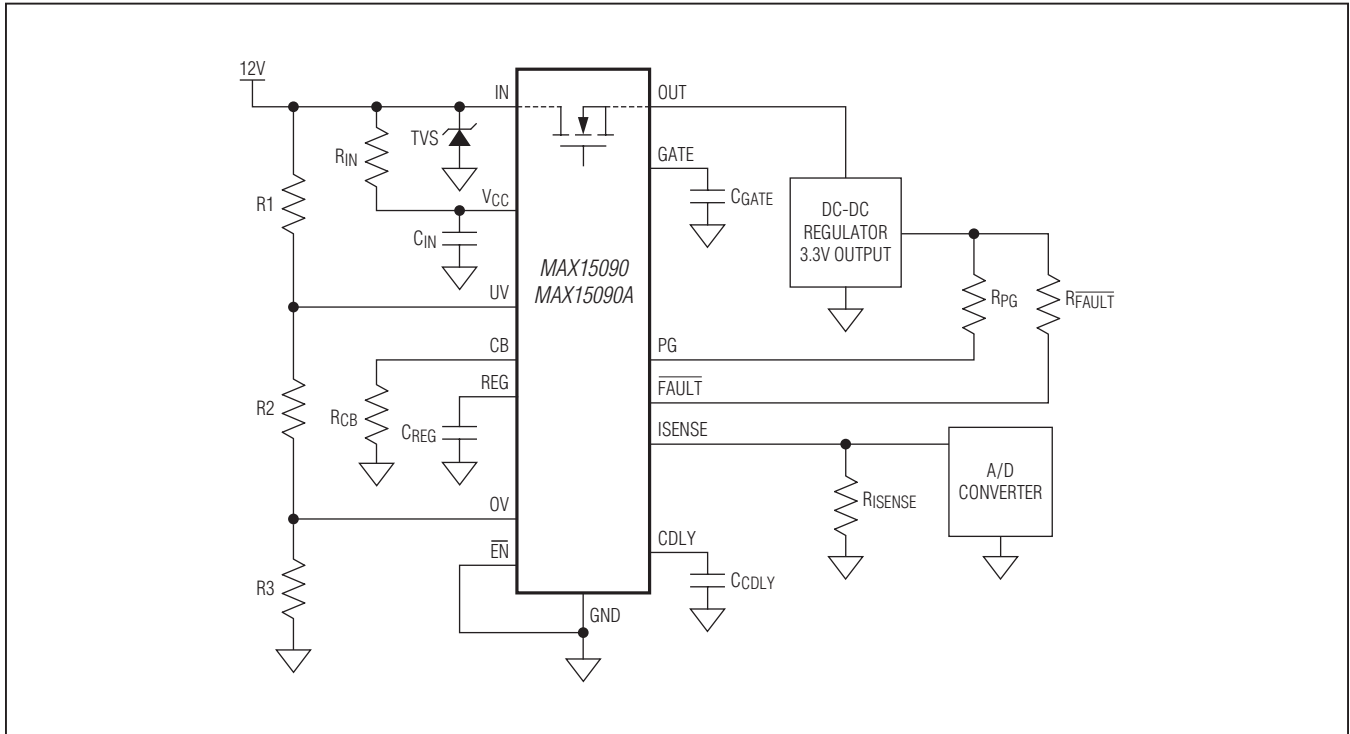 12V
IN
OUT
TVS
RIN
GATE
CGATE
R1
VCC
CIN
DC-DC
REGULATOR
3.3V OUTPUT
MAX15090
MAX15090A
UV
RPG
RFAULT
CB
PG
REG
FAULT
R2
RCB
CREG
ISENSE
A/D
CONVERTER
RISENSE
OV
EN
CDLY
CCDLY
R3
GND